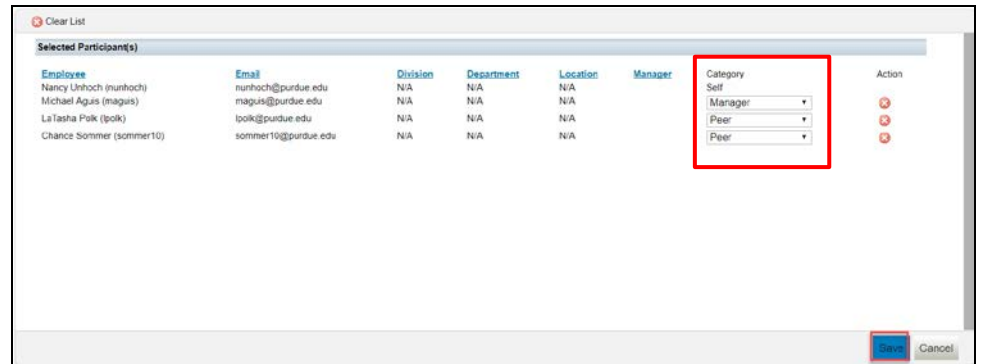 Clear List
Selected Participant(s)
Employee Email Division Department Location Manager Category Action
Nancy Unhoch (nunhoch) nunhoch@purdue.edu N/A N/A N/A Self
Michael Aguis (maguis) maguis@purdue.edu N/A N/A N/A Manager
LaTasha Polk (lpolk) lpolk@purdue.edu N/A N/A N/A Peer
Chance Sommer (sommer10) sommer10@purdue.edu N/A N/A N/A Peer
Save Cancel